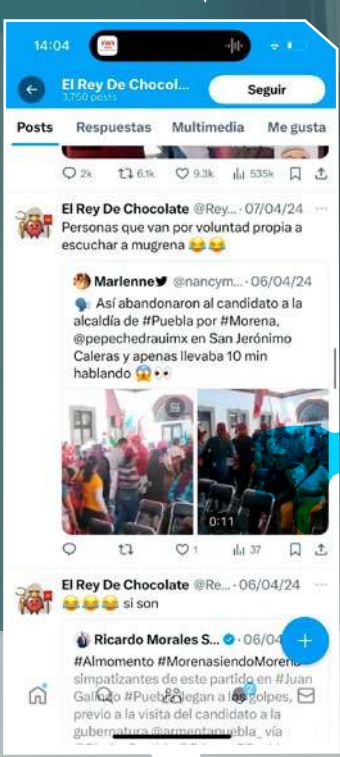 14:04
El Rey De Chocol...
3,750 posts
Seguir
Posts Respuestas Multimedia Me gusta
2k 6.1k 9.3k 535k
El Rey De Chocolate @Rey... · 07/04/24
Personas que van por voluntad propia a
escuchar a mugrena 😂😂
Marlenne @nancym... · 06/04/24
🗣 Así abandonaron al candidato a la
alcaldía de #Puebla por #Morena,
@pepechedrauimx en San Jerónimo
Caleras y apenas llevaba 10 min
hablando 😱👀
0:11
1 37
El Rey De Chocolate @Re... · 06/04/24
😂😂😂 si son
Ricardo Morales S... · 06/04
#Almomento #MorenasiendoMorena
simpatizantes de este partido en #Juan
Galindo #Puebla llegan a los golpes,
previo a la visita del candidato a la
gubernatura @armentapuebla_ vía